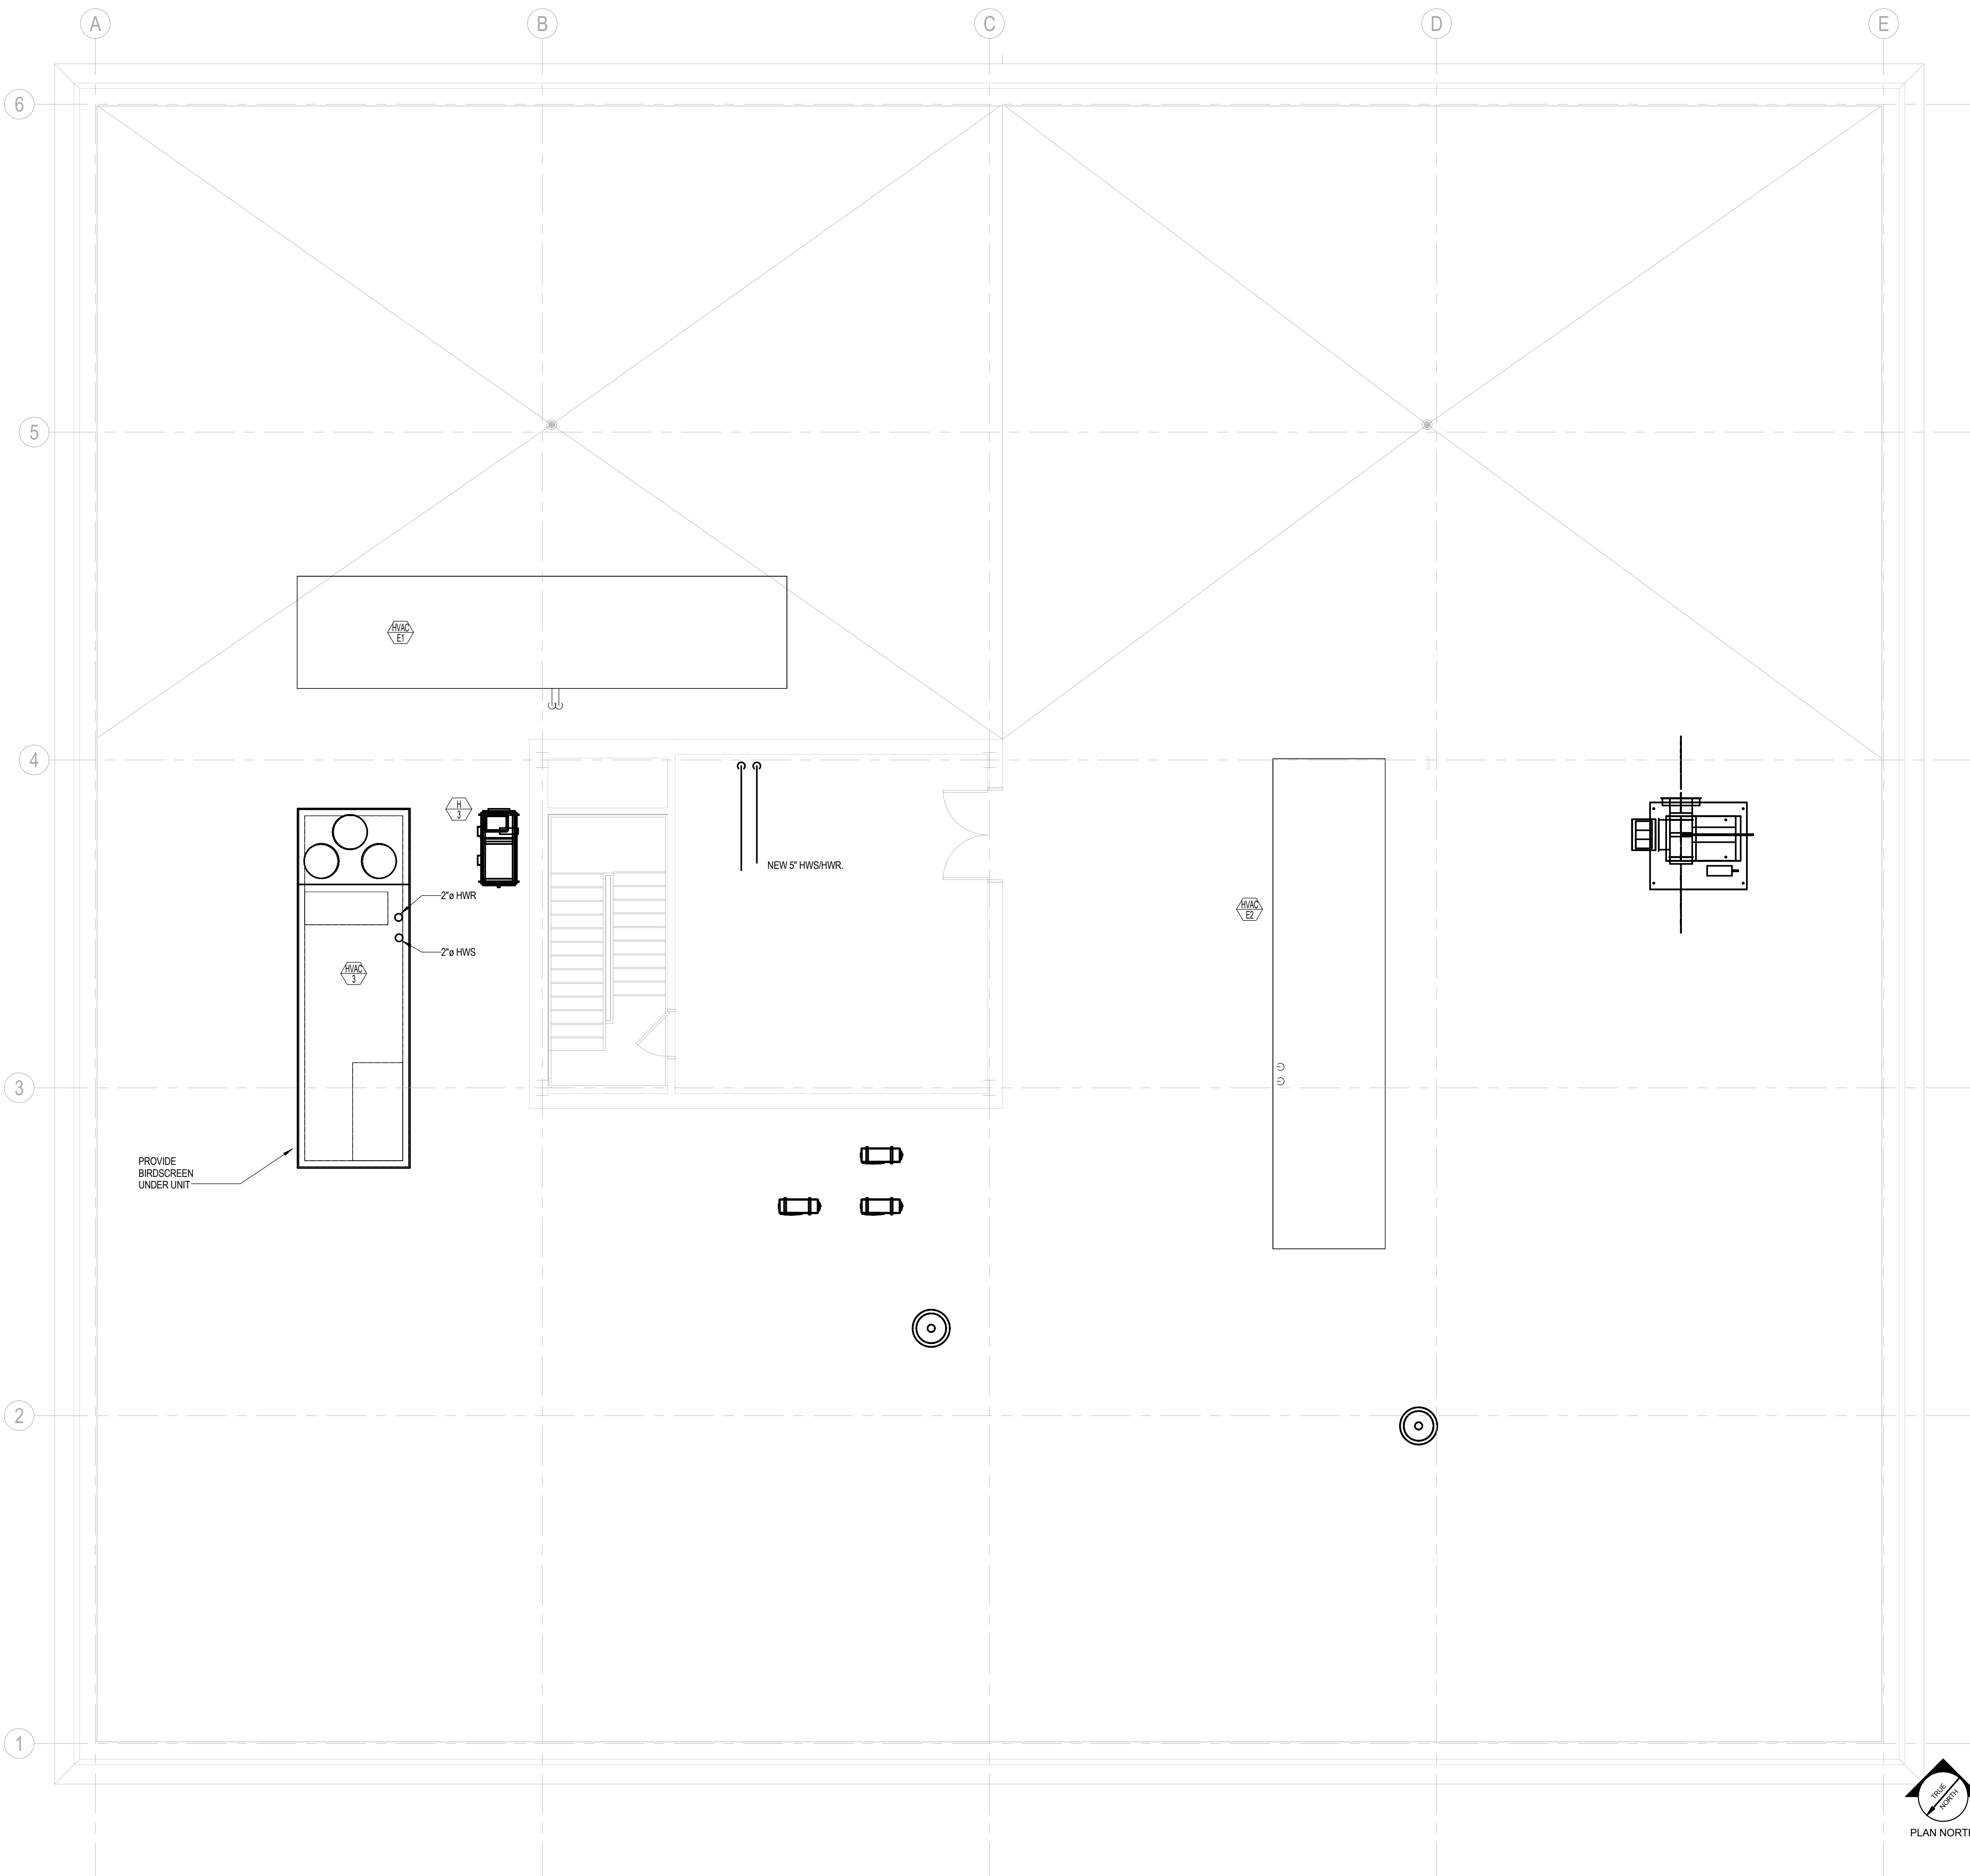 A
B
C
D
E
6
5
HVAC
E1
4
H
3
NEW 5" HWS/HWR.
2"ø HWR
HVAC
E2
2"ø HWS
HVAC
3
3
PROVIDE
BIRDSCREEN
UNDER UNIT
2
1
TRUE
NORTH
PLAN NORTH